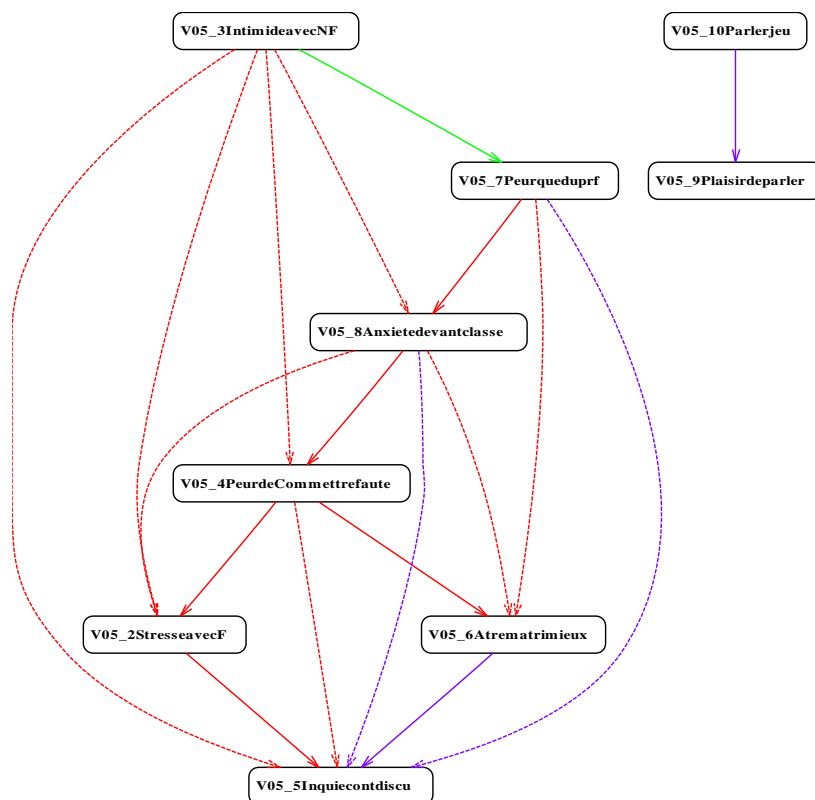 V05_3IntimideavecNF
V05_10Parlerjeu
V05_7Peurqueduprf
V05_9Plaisirdeparler
V05_8Anxietedevantclasse
V05_4PeurdeCommettrefaute
V05_2StresseavecF
V05_6Atrematrimieux
V05_5Inquiecontdiscu